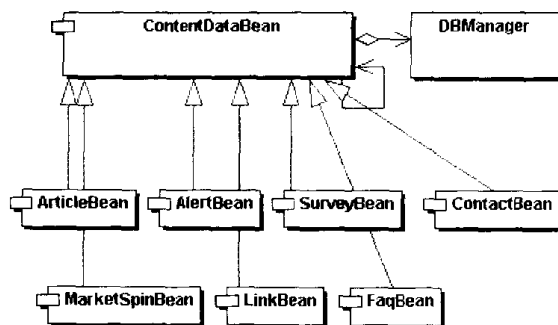 ContentDataBean
DBManager
ArticleBean
AlertBean
SurveyBean
ContactBean
MarketSpinBean
LinkBean
FaqBean